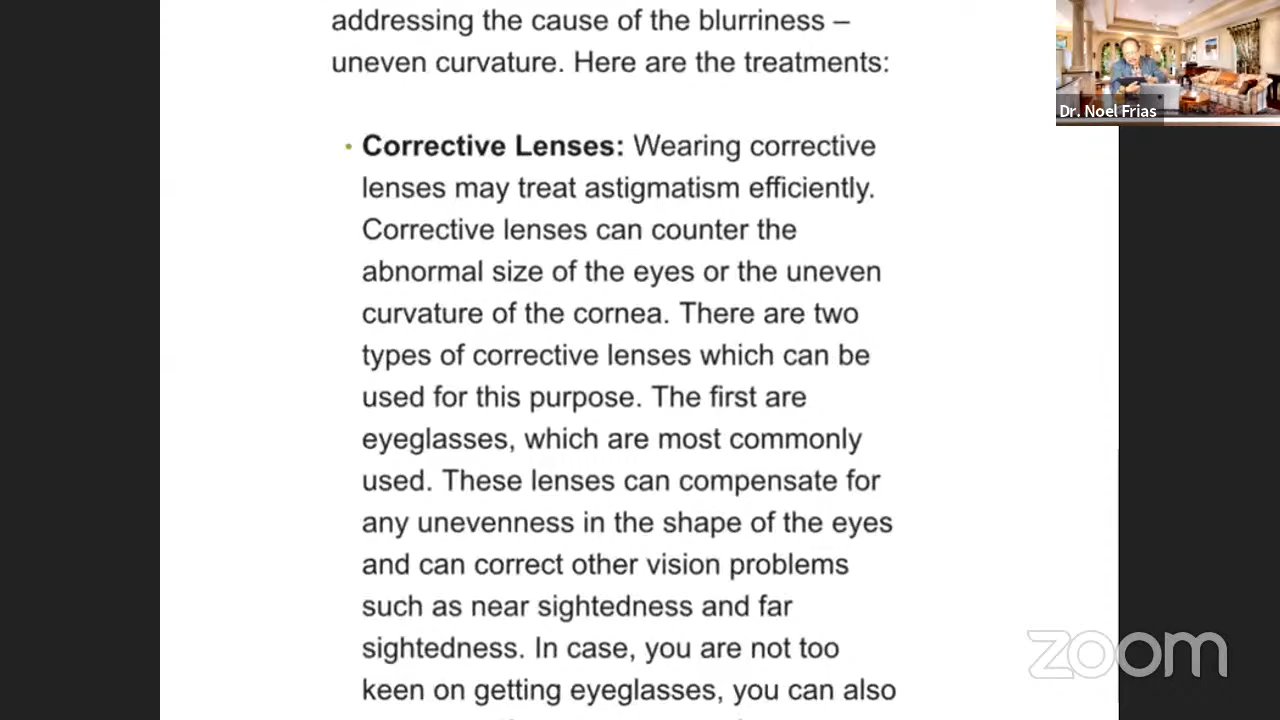 addressing the cause of the blurriness –
uneven curvature. Here are the treatments:
• Corrective Lenses: Wearing corrective
lenses may treat astigmatism efficiently.
Corrective lenses can counter the
abnormal size of the eyes or the uneven
curvature of the cornea. There are two
types of corrective lenses which can be
used for this purpose. The first are
eyeglasses, which are most commonly
used. These lenses can compensate for
any unevenness in the shape of the eyes
and can correct other vision problems
such as near sightedness and far
sightedness. In case, you are not too
keen on getting eyeglasses, you can also
Dr. Noel Frias
zoom